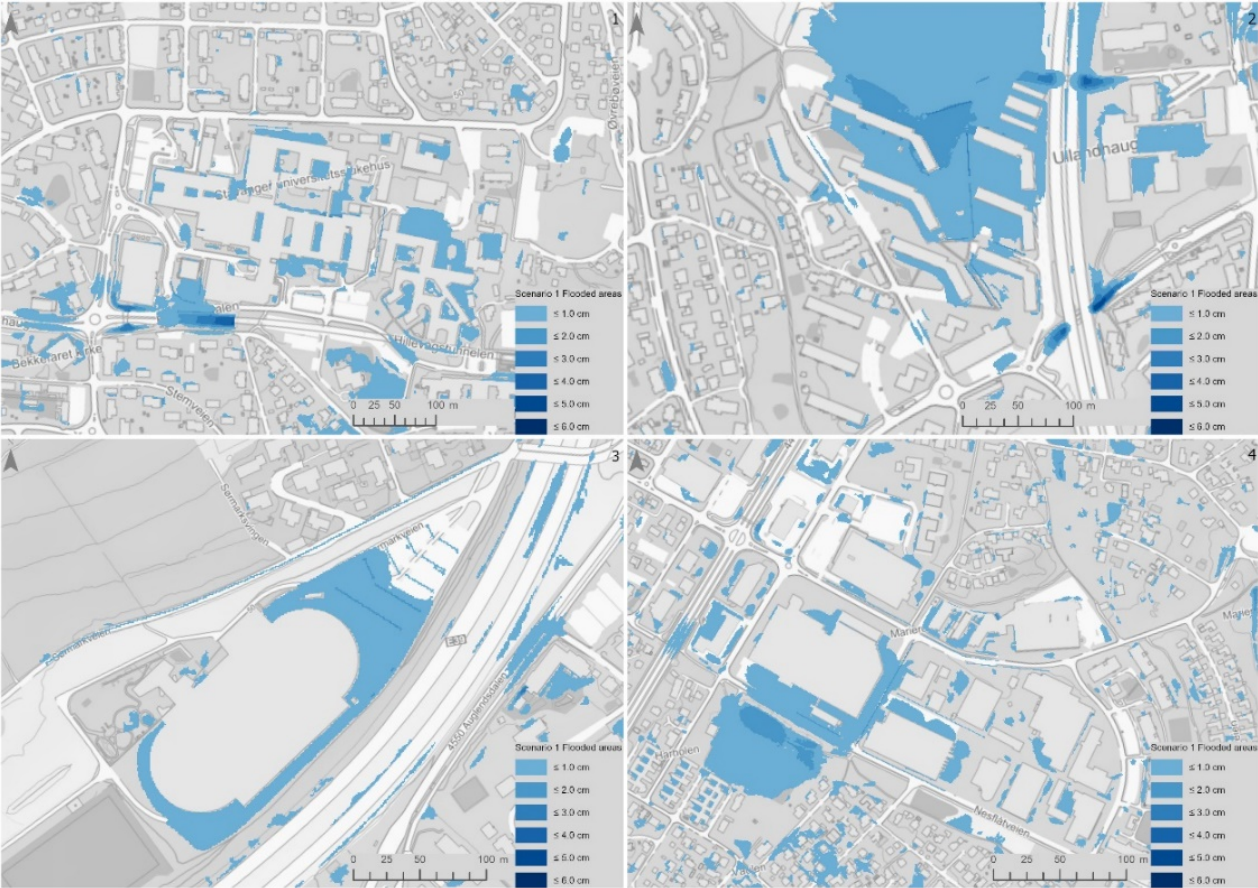 1
Øvrebøveien
Stavanger universitetssjukehus
Hillevågstunnelen
Bekkefaret kirke
Stemveien
Scenario 1 Flooded areas
≤ 1.0 cm
≤ 2.0 cm
≤ 3.0 cm
≤ 4.0 cm
≤ 5.0 cm
≤ 6.0 cm
0 25 50 100 m
2
Ullandhaug
Scenario 1 Flooded areas
≤ 1.0 cm
≤ 2.0 cm
≤ 3.0 cm
≤ 4.0 cm
≤ 5.0 cm
≤ 6.0 cm
0 25 50 100 m
3
Sørmarksvingen
Sørmarkveien
E39
4550 Auglendsdalen
Scenario 1 Flooded areas
≤ 1.0 cm
≤ 2.0 cm
≤ 3.0 cm
≤ 4.0 cm
≤ 5.0 cm
≤ 6.0 cm
0 25 50 100 m
4
Nesflåtveien
Scenario 1 Flooded areas
≤ 1.0 cm
≤ 2.0 cm
≤ 3.0 cm
≤ 4.0 cm
≤ 5.0 cm
≤ 6.0 cm
0 25 50 100 m